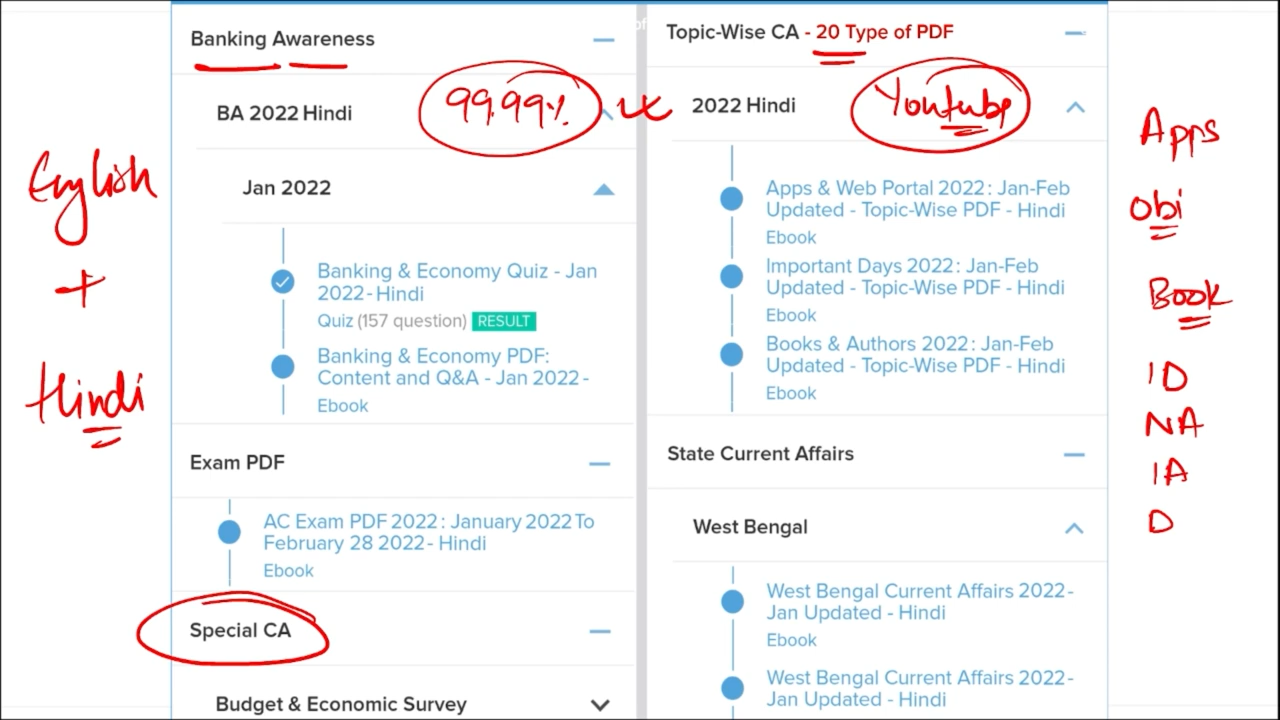 English
+
Hindi
Banking Awareness
BA 2022 Hindi
99.99%
Jan 2022
Banking & Economy Quiz - Jan
2022-Hindi
Quiz (157 question) RESULT
Banking & Economy PDF:
Content and Q&A - Jan 2022-
Ebook
Exam PDF
AC Exam PDF 2022: January 2022 To
February 28 2022- Hindi
Ebook
Special CA
Budget & Economic Survey
of
Topic-Wise CA - 20 Type of PDF
2022 Hindi
Youtube
Apps & Web Portal 2022: Jan-Feb
Updated - Topic-Wise PDF - Hindi
Ebook
Important Days 2022: Jan-Feb
Updated - Topic-Wise PDF - Hindi
Ebook
Books & Authors 2022: Jan-Feb
Updated - Topic-Wise PDF - Hindi
Ebook
State Current Affairs
West Bengal
West Bengal Current Affairs 2022-
Jan Updated - Hindi
Ebook
West Bengal Current Affairs 2022-
Jan Updated - Hindi
Apps
Obi
Book
ID
NA
IA
D